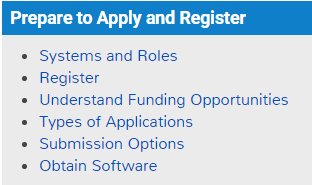 Prepare to Apply and Register
Systems and Roles
Register
Understand Funding Opportunities
Types of Applications
Submission Options
Obtain Software